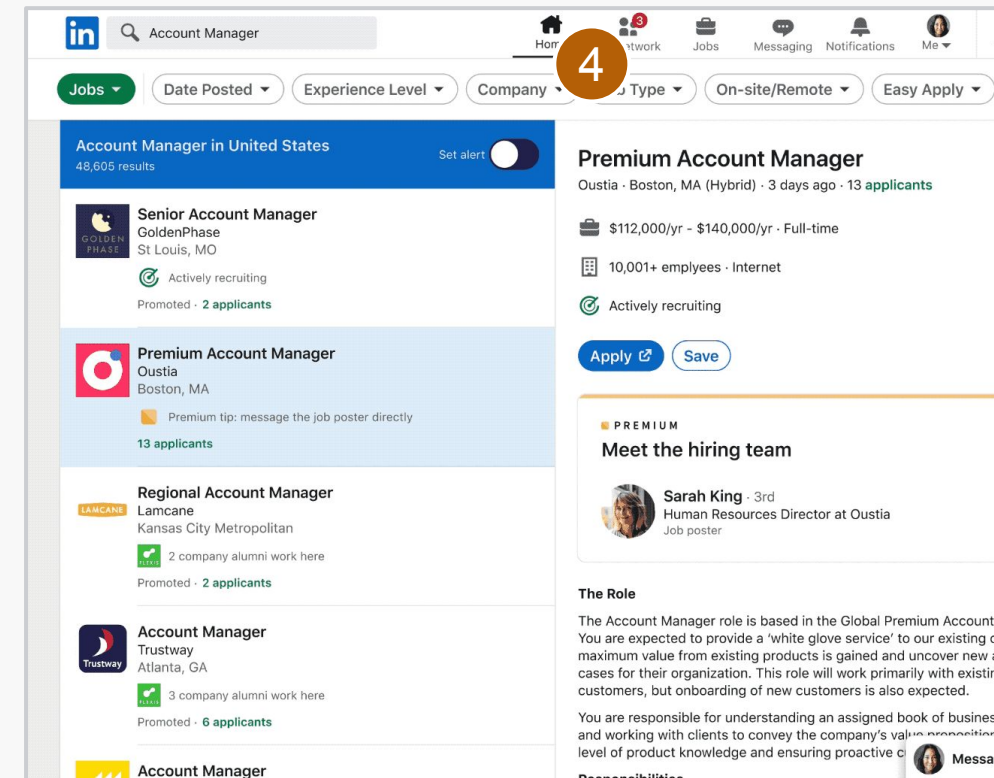 in
Account Manager
3
Home
Jobs
Messaging
Notifications
Me
4
Jobs
Date Posted
Experience Level
Company
Type
On-site/Remote
Easy Apply
Account Manager in United States
48,605 results
Set alert
GOLDEN
PHASE
Senior Account Manager
GoldenPhase
St Louis, MO
Actively recruiting
Promoted · 2 applicants
Premium Account Manager
Oustia
Boston, MA
Premium tip: message the job poster directly
13 applicants
LAMCANE
Regional Account Manager
Lamcane
Kansas City Metropolitan
FLEXIS
2 company alumni work here
Promoted · 2 applicants
Trustway
Account Manager
Trustway
Atlanta, GA
FLEXIS
3 company alumni work here
Promoted · 6 applicants
Account Manager
Premium Account Manager
Oustia · Boston, MA (Hybrid) · 3 days ago · 13 applicants
$112,000/yr - $140,000/yr · Full-time
10,001+ emplyees · Internet
Actively recruiting
Apply
Save
PREMIUM
Meet the hiring team
Sarah King · 3rd
Human Resources Director at Oustia
Job poster
The Role
The Account Manager role is based in the Global Premium Account
You are expected to provide a ‘white glove service’ to our existing
maximum value from existing products is gained and uncover new
cases for their organization. This role will work primarily with
customers, but onboarding of new customers is also expected.
You are responsible for understanding an assigned book of
and working with clients to convey the company’s value proposition
level of product knowledge and ensuring proactive
Responsibilities